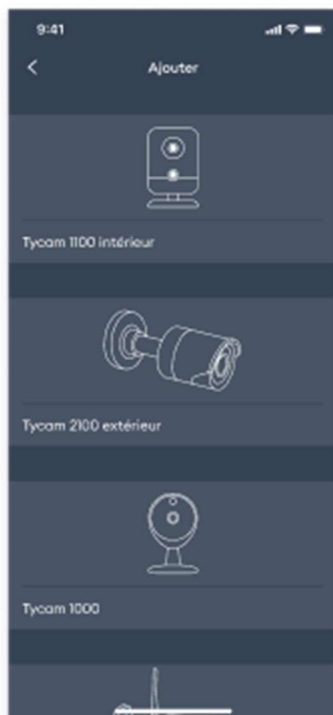 9:41
Ajouter
Tycam 1100 intérieur
Tycam 2100 extérieur
Tycam 1000